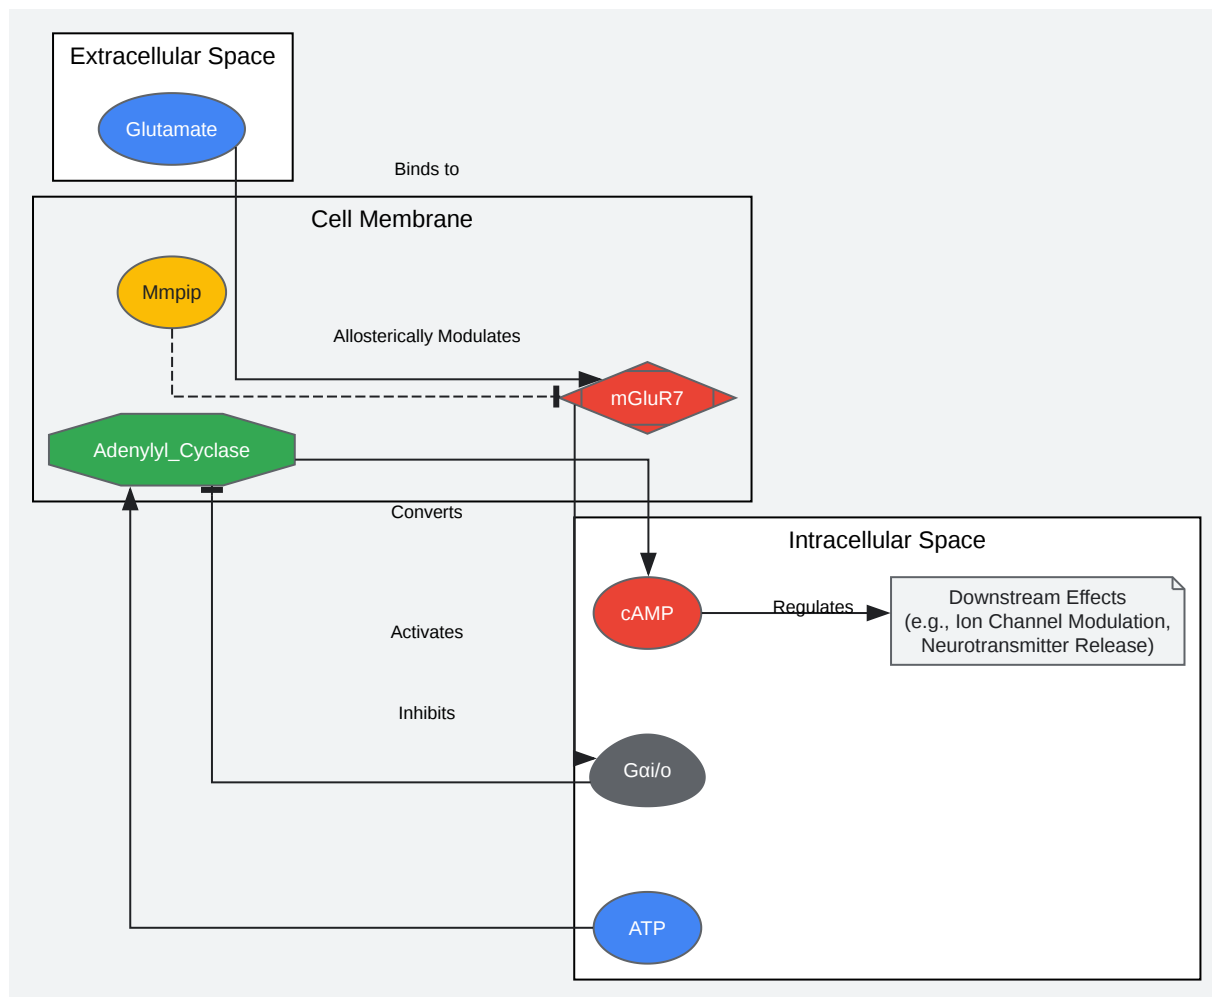 Extracellular Space
Glutamate
Binds to
Cell Membrane
Mmpip
Allosterically Modulates
mGluR7
Adenylyl_Cyclase
Converts
Intracellular Space
cAMP
Regulates
Downstream Effects
(e.g., Ion Channel Modulation,
Neurotransmitter Release)
Activates
Inhibits
Gαi/o
ATP